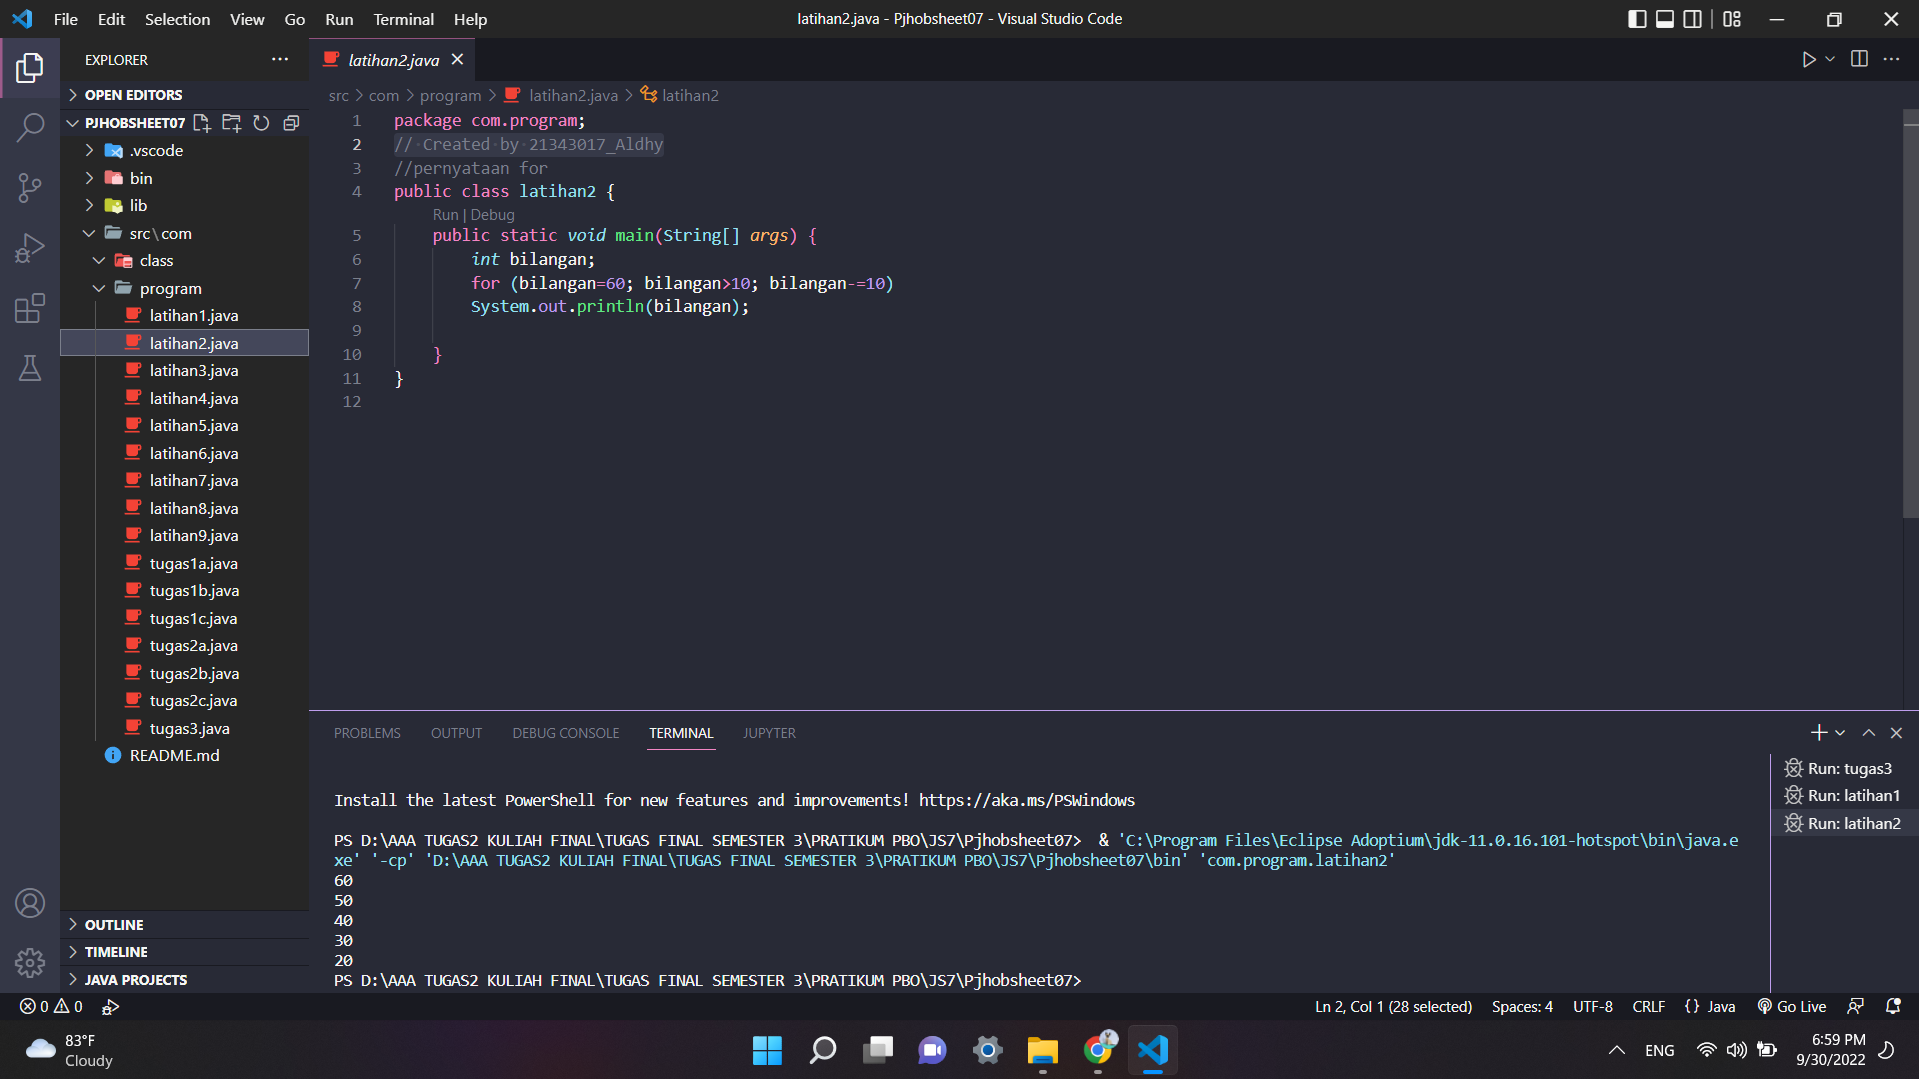 File Edit Selection View Go Run Terminal Help
latihan2.java - Pjhobsheet07 - Visual Studio Code
EXPLORER
OPEN EDITORS
PJHOBSHEET07
.vscode
bin
lib
src\com
class
program
latihan1.java
latihan2.java
latihan3.java
latihan4.java
latihan5.java
latihan6.java
latihan7.java
latihan8.java
latihan9.java
tugas1a.java
tugas1b.java
tugas1c.java
tugas2a.java
tugas2b.java
tugas2c.java
tugas3.java
README.md
OUTLINE
TIMELINE
JAVA PROJECTS
latihan2.java
src > com > program > latihan2.java > latihan2
1 package com.program;
2 // Created by 21343017_Aldhy
3 //pernyataan for
4 public class latihan2 {
Run | Debug
5 public static void main(String[] args) {
6 int bilangan;
7 for (bilangan=60; bilangan>10; bilangan-=10)
8 System.out.println(bilangan);
9
10 }
11 }
12
PROBLEMS OUTPUT DEBUG CONSOLE TERMINAL JUPYTER
Install the latest PowerShell for new features and improvements! https://aka.ms/PSWindows
PS D:\AAA TUGAS2 KULIAH FINAL\TUGAS FINAL SEMESTER 3\PRATIKUM PBO\JS7\Pjhobsheet07> & 'C:\Program Files\Eclipse Adoptium\jdk-11.0.16.101-hotspot\bin\java.e
xe' '-cp' 'D:\AAA TUGAS2 KULIAH FINAL\TUGAS FINAL SEMESTER 3\PRATIKUM PBO\JS7\Pjhobsheet07\bin' 'com.program.latihan2'
60
50
40
30
20
PS D:\AAA TUGAS2 KULIAH FINAL\TUGAS FINAL SEMESTER 3\PRATIKUM PBO\JS7\Pjhobsheet07>
Run: tugas3
Run: latihan1
Run: latihan2
0 0
Ln 2, Col 1 (28 selected) Spaces: 4 UTF-8 CRLF {} Java Go Live
83°F
Cloudy
ENG
6:59 PM
9/30/2022